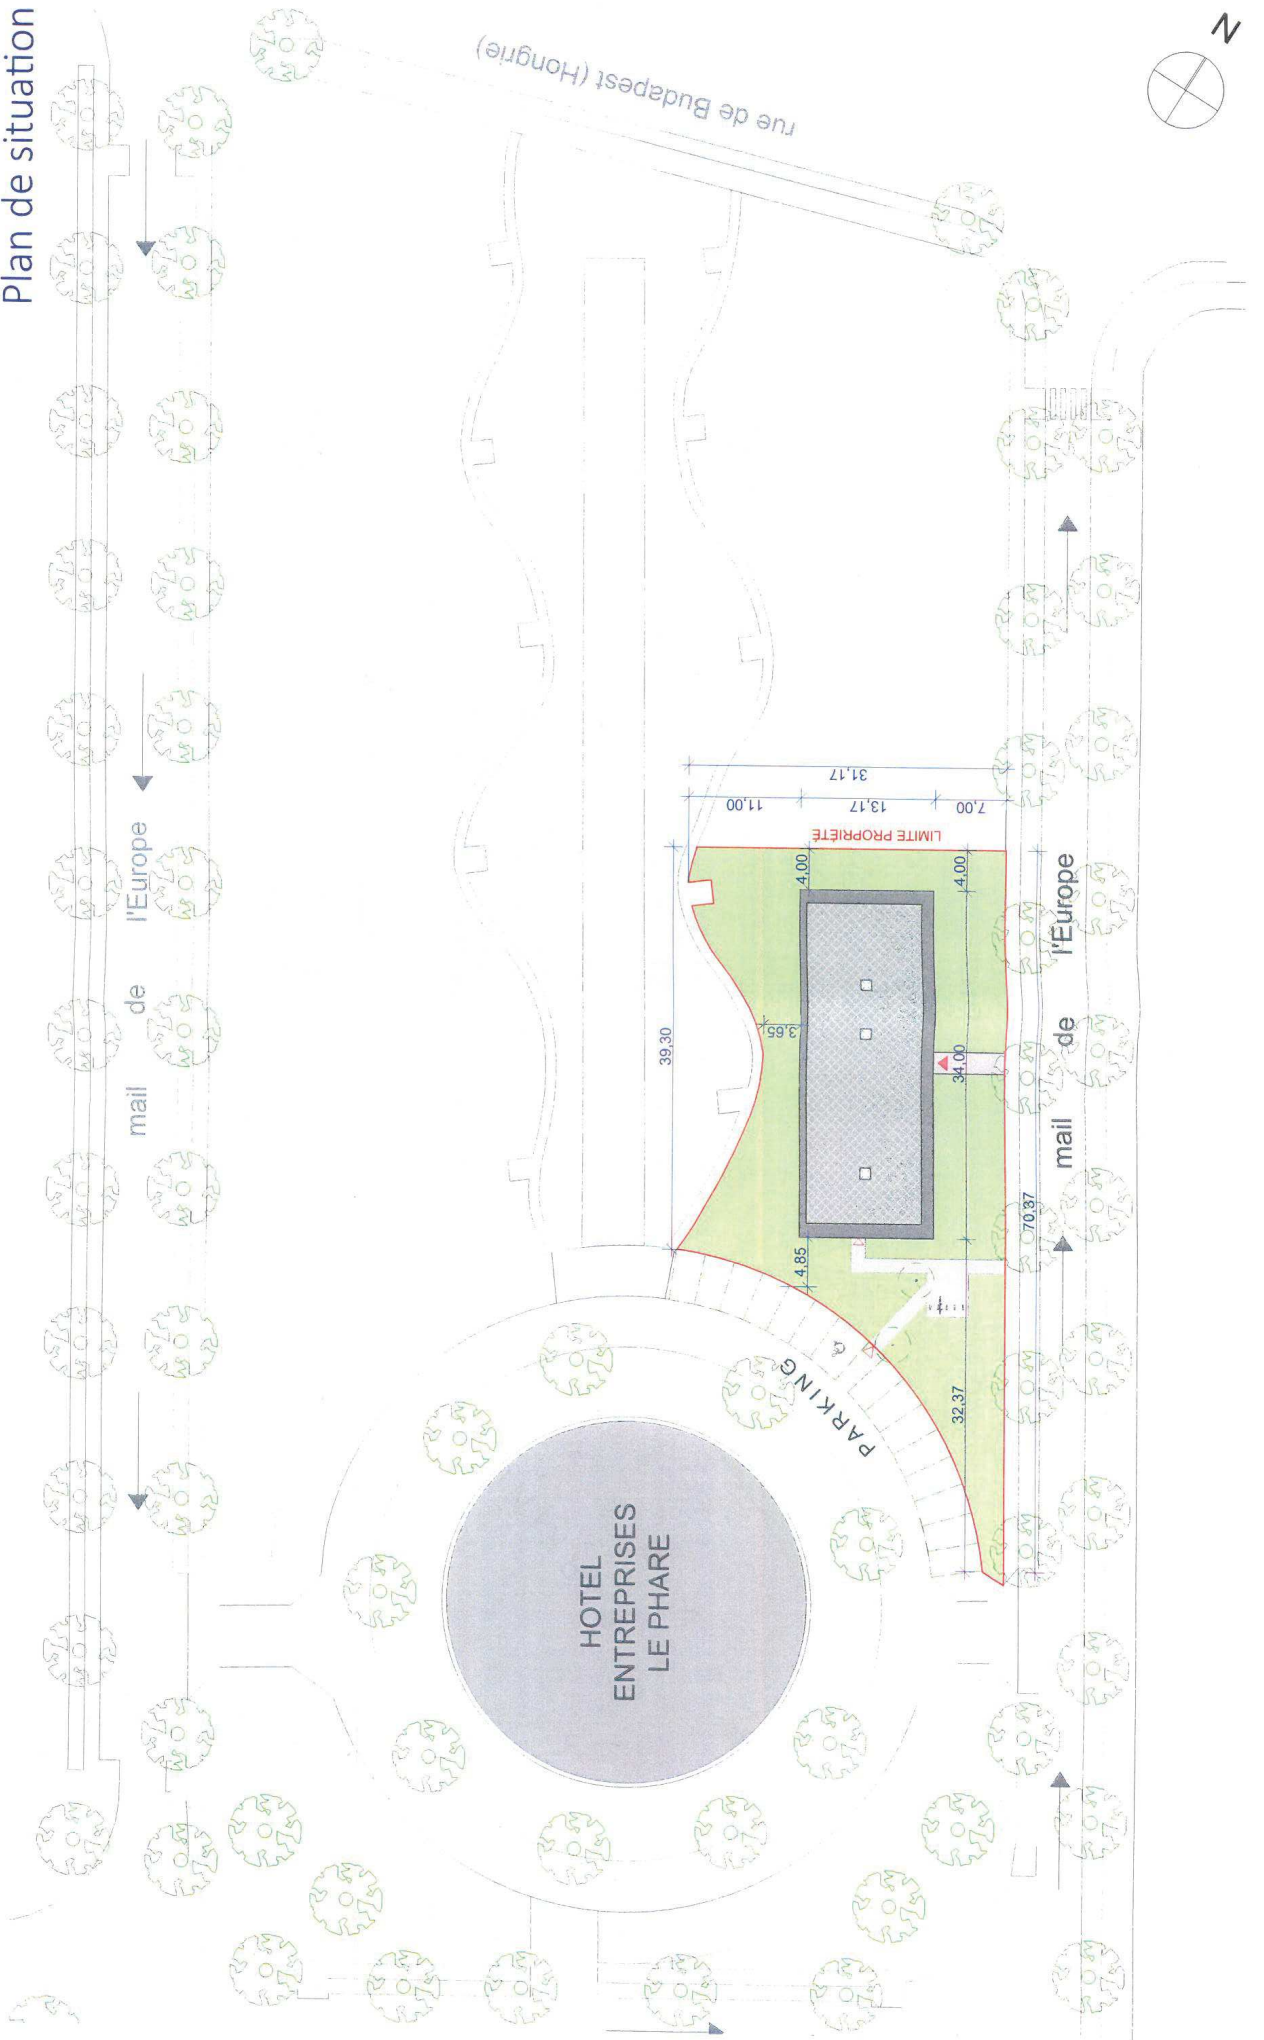 Plan de situation
N
rue de Budapest (Hongrie)
mail de l'Europe
31,17
11,00
13,17
7,00
LIMITE PROPRIÉTÉ
4,00
4,00
39,30
3,65
34,00
4,85
70,37
32,37
mail de l'Europe
PARKING
HOTEL
ENTREPRISES
LE PHARE